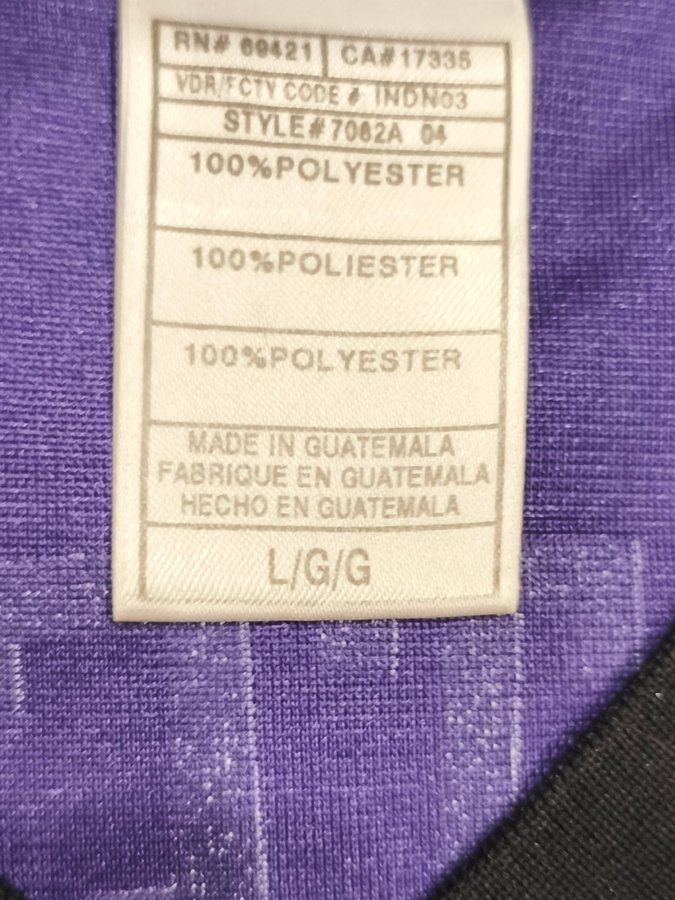 RN# 69421 CA#17335
VDR/FCTY CODE # INDN03
STYLE#7062A 04
100%POLYESTER
100%POLIESTER
100%POLYESTER
MADE IN GUATEMALA
FABRIQUE EN GUATEMALA
HECHO EN GUATEMALA
L/G/G